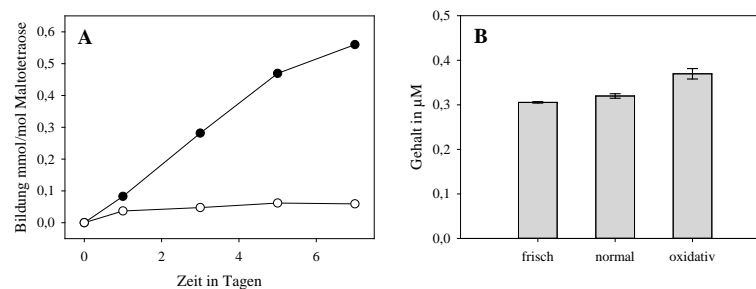 A
Bildung mmol/mol Maltotetraose
0,6
0,5
0,4
0,3
0,2
0,1
0,0
0 2 4 6
Zeit in Tagen
B
Gehalt in µM
0,5
0,4
0,3
0,2
0,1
0,0
frisch normal oxidativ